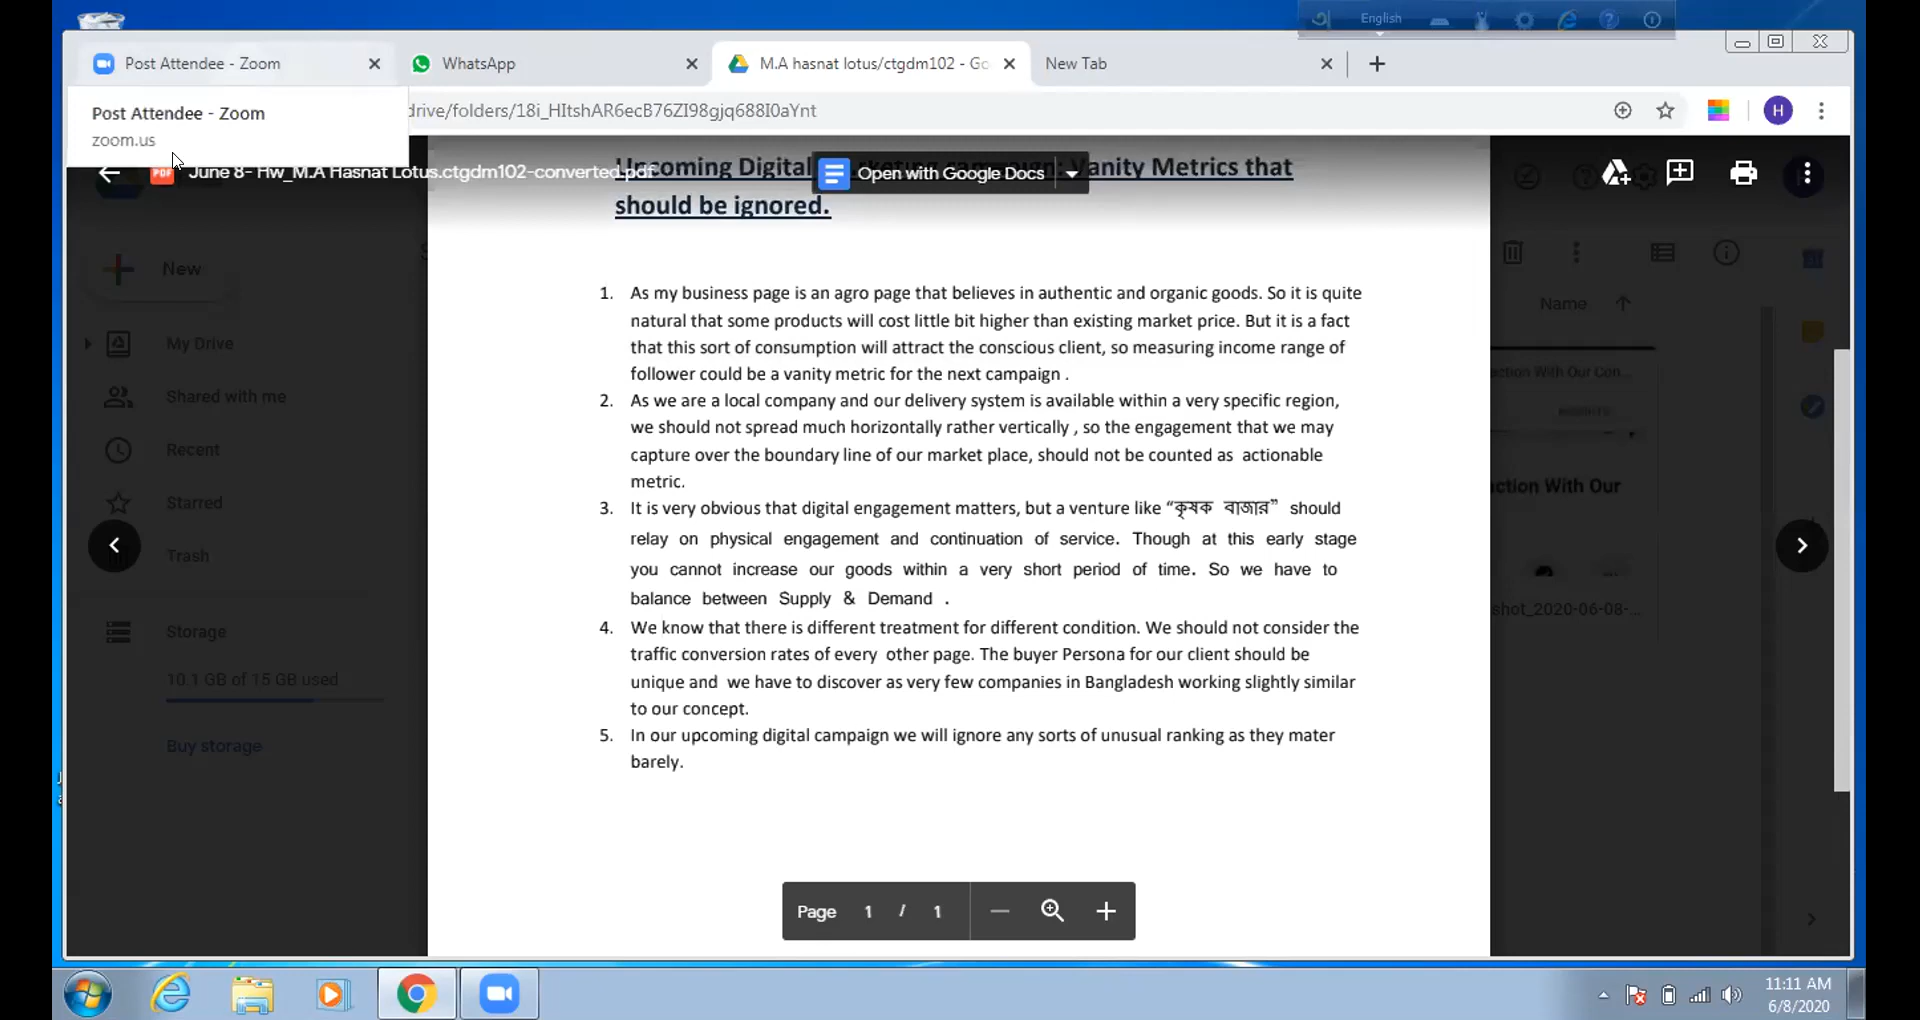 English
Post Attendee - Zoom
WhatsApp
M.A hasnat lotus/ctgdm102 - Go
New Tab
Post Attendee - Zoom
zoom.us
drive/folders/18i_HItshAR6ecB76ZI98gjq688I0aYnt
H
PDF
June 8- Hw_M.A Hasnat Lotus.ctgdm102-converted.pdf
Open with Google Docs
Upcoming Digital Vanity Metrics that
should be ignored.
New
My Drive
Shared with me
Recent
Starred
Trash
Storage
10.1 GB of 15 GB used
Buy storage
1. As my business page is an agro page that believes in authentic and organic goods. So it is quite
natural that some products will cost little bit higher than existing market price. But it is a fact
that this sort of consumption will attract the conscious client, so measuring income range of
follower could be a vanity metric for the next campaign .
2. As we are a local company and our delivery system is available within a very specific region,
we should not spread much horizontally rather vertically , so the engagement that we may
capture over the boundary line of our market place, should not be counted as actionable
metric.
3. It is very obvious that digital engagement matters, but a venture like “কৃষক বাজার” should
relay on physical engagement and continuation of service. Though at this early stage
you cannot increase our goods within a very short period of time. So we have to
balance between Supply & Demand .
4. We know that there is different treatment for different condition. We should not consider the
traffic conversion rates of every other page. The buyer Persona for our client should be
unique and we have to discover as very few companies in Bangladesh working slightly similar
to our concept.
5. In our upcoming digital campaign we will ignore any sorts of unusual ranking as they mater
barely.
Name
ction With Our Con...
ction With Our
shot_2020-06-08-...
Page 1 / 1
11:11 AM
6/8/2020